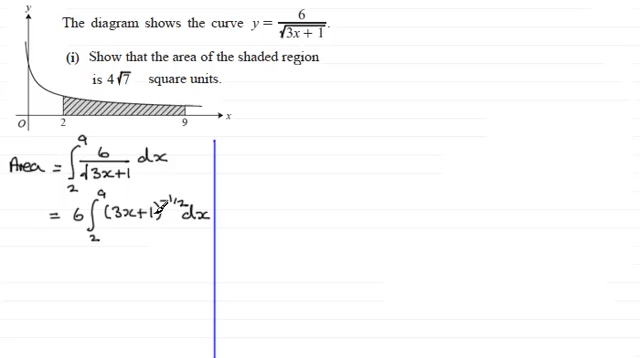 The diagram shows the curve y = 6/√(3x + 1).
(i) Show that the area of the shaded region
is 4√7 square units.
y
O 2 9 x
Area = ∫₂⁹ 6/√(3x+1) dx
= 6 ∫₂⁹ (3x+1)^(-1/2) dx